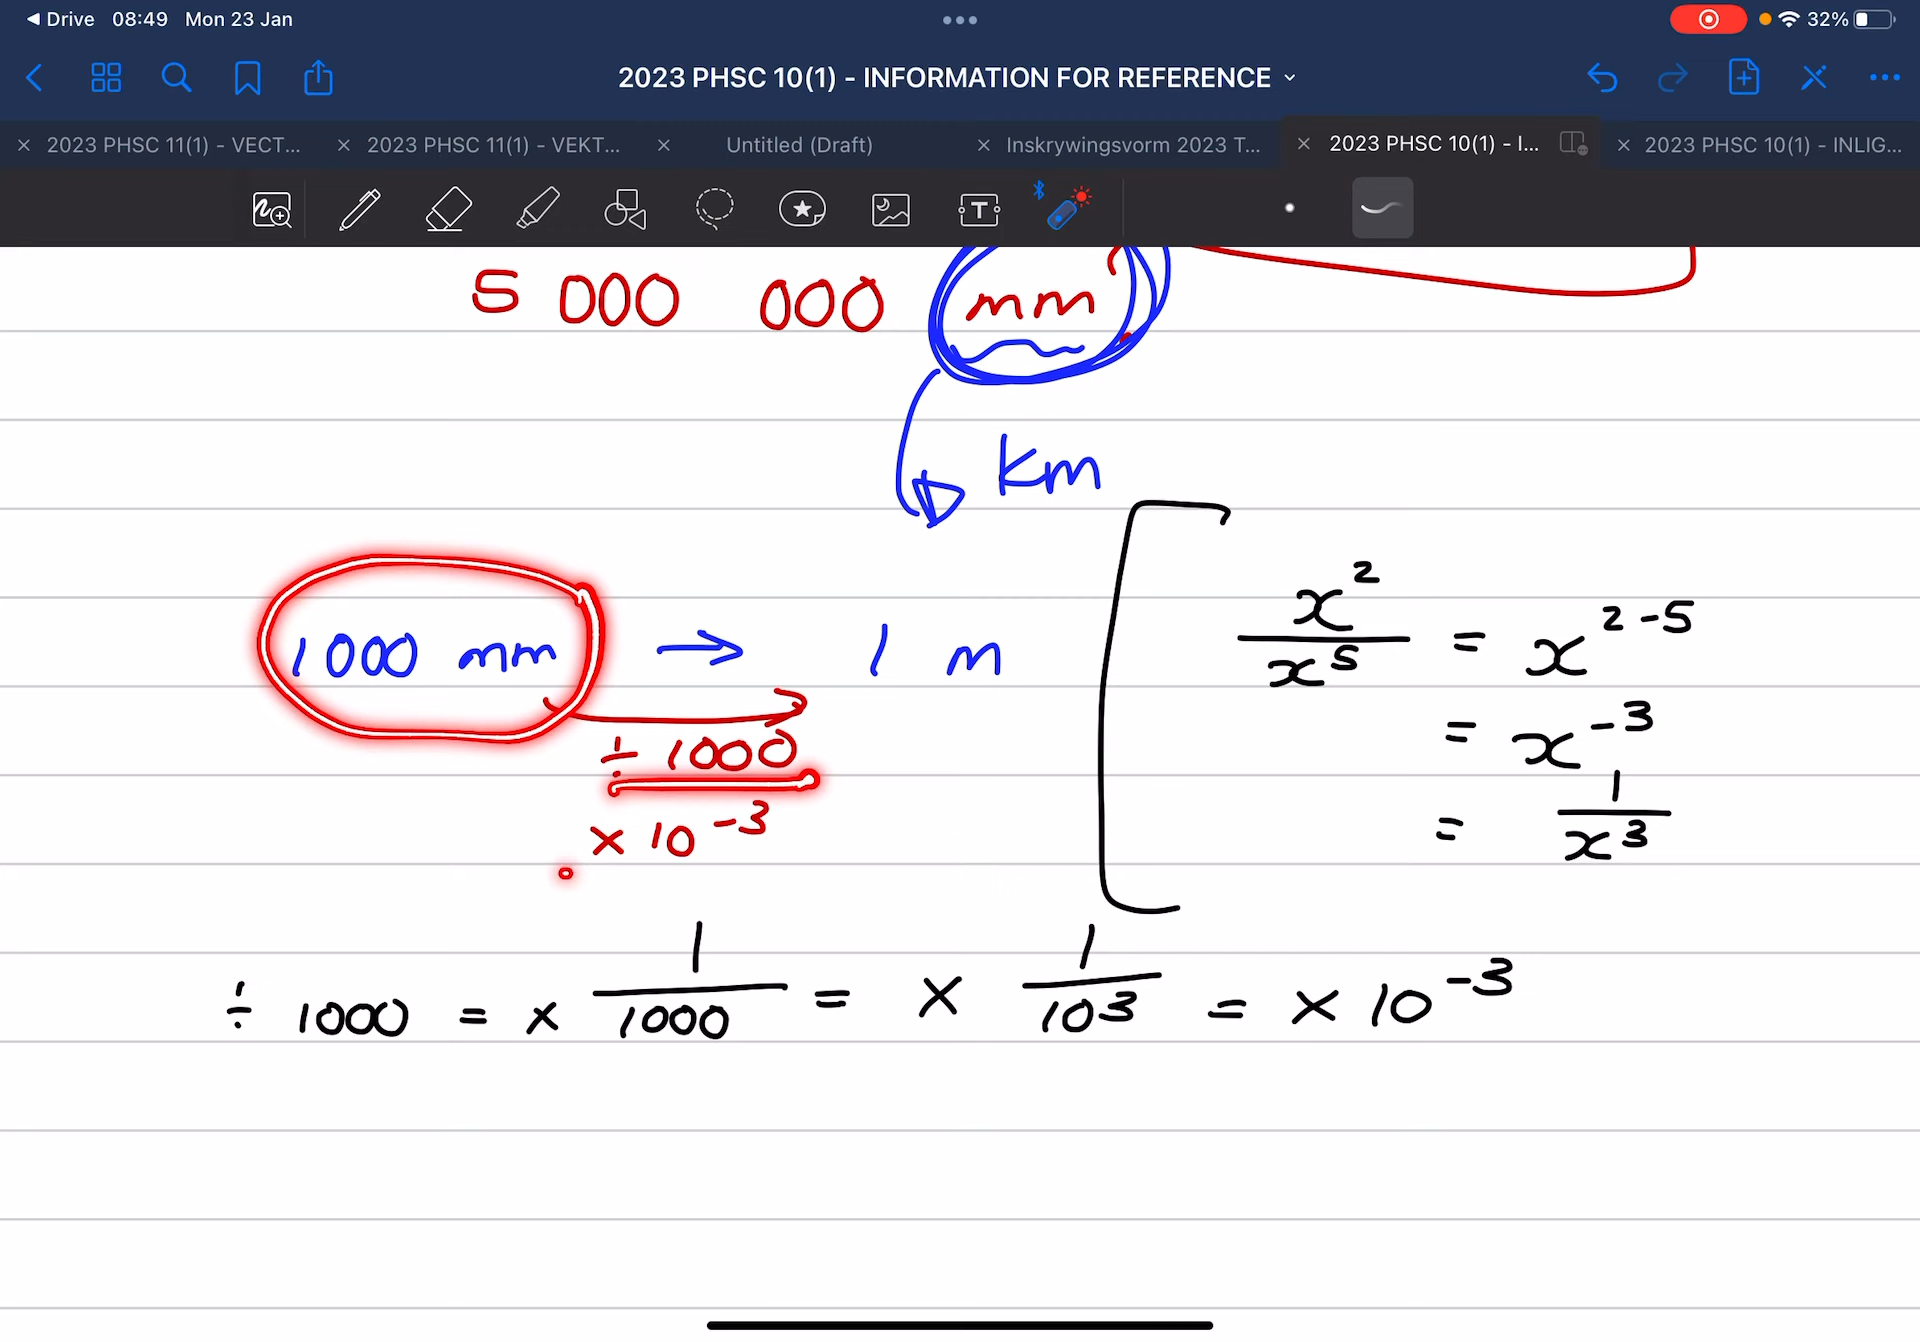 Drive 08:49 Mon 23 Jan 32%
2023 PHSC 10(1) - INFORMATION FOR REFERENCE
2023 PHSC 11(1) - VECT... 2023 PHSC 11(1) - VEKT... Untitled (Draft) Inskrywingsvorm 2023 T... 2023 PHSC 10(1) - I... 2023 PHSC 10(1) - INLIG...
T
5 000 000 mm
km
1000 mm → 1 m
÷ 1000
× 10⁻³
x²/x⁵ = x²⁻⁵
= x⁻³
= 1/x³
÷ 1000 = × 1/1000 = × 1/10³ = × 10⁻³